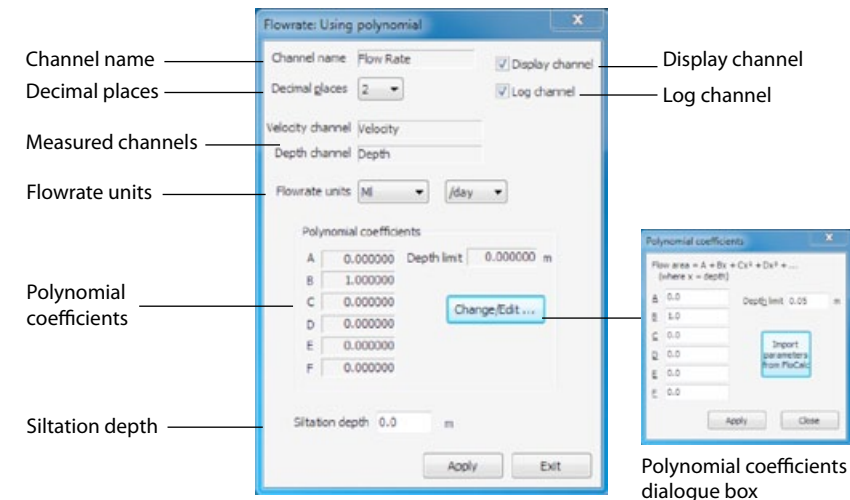 Flowrate: Using polynomial
Channel name
Decimal places
Measured channels
Flowrate units
Polynomial
coefficients
Siltation depth
Channel name Flow Rate
Decimal places 2
Velocity channel Velocity
Depth channel Depth
Flowrate units Ml /day
Polynomial coefficients
A 0.000000 Depth limit 0.000000 m
B 1.000000
C 0.000000
Change/Edit ...
D 0.000000
E 0.000000
F 0.000000
Siltation depth 0.0 m
Apply Exit
Display channel
Log channel
Display channel
Log channel
Polynomial coefficients
Flow area = A + Bx + Cx² + Dx³ + ...
(where x = depth)
A 0.0 Depth limit 0.05 m
B 1.0
C 0.0
D 0.0
E 0.0
F 0.0
Import
parameters
from FloCalc
Apply Close
Polynomial coefficients
dialogue box